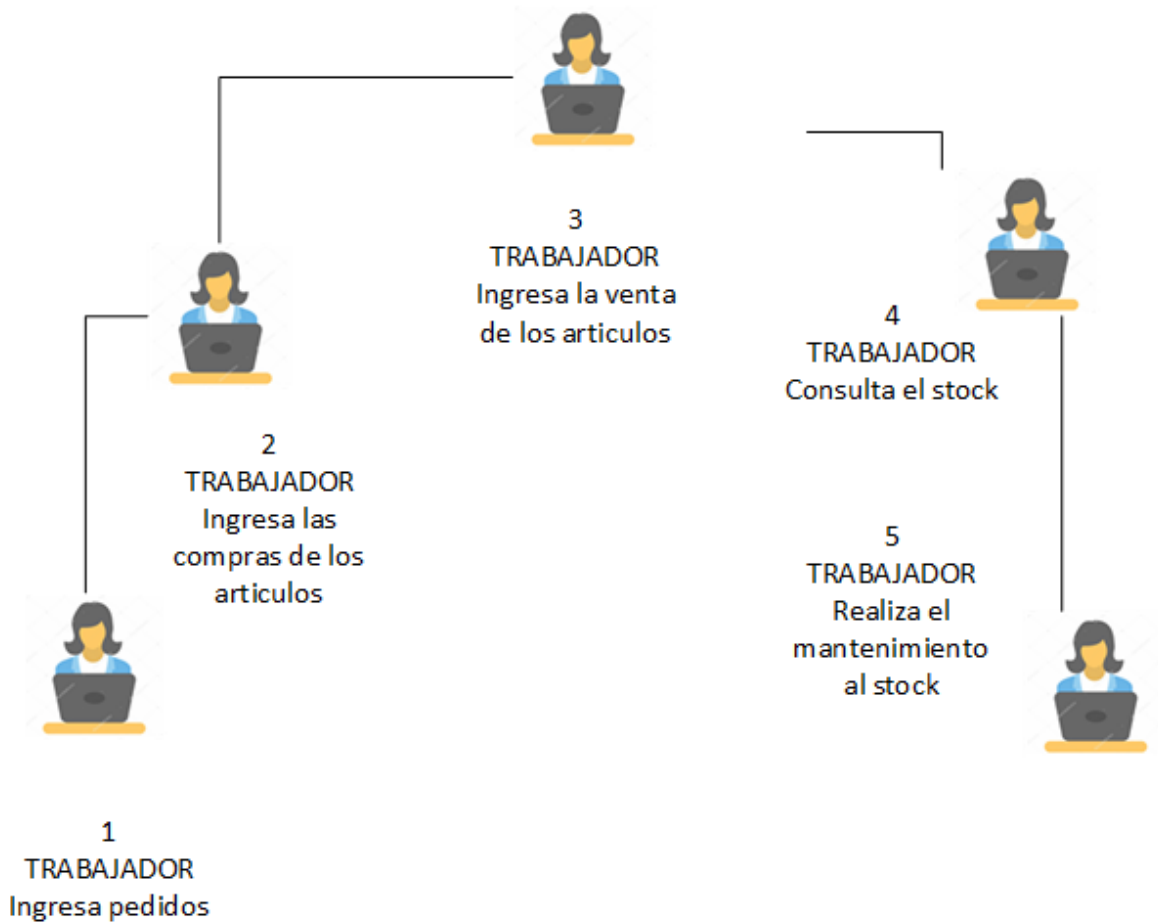 1
TRABAJADOR
Ingresa pedidos
2
TRABAJADOR
Ingresa las
compras de los
articulos
3
TRABAJADOR
Ingresa la venta
de los articulos
4
TRABAJADOR
Consulta el stock
5
TRABAJADOR
Realiza el
mantenimiento
al stock